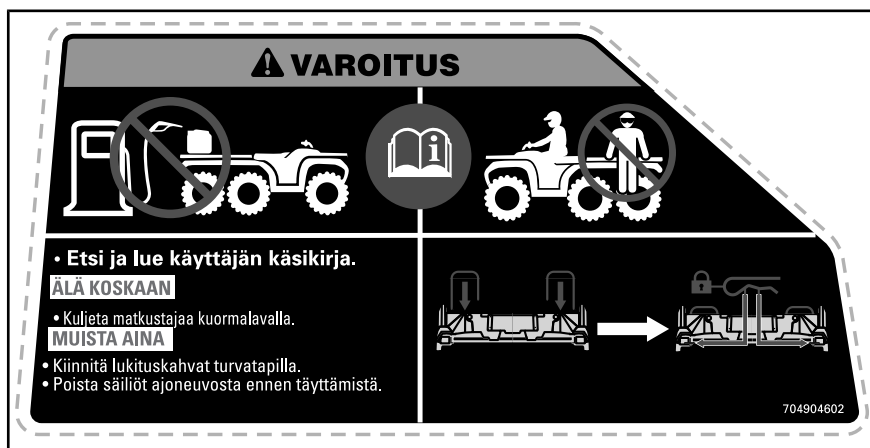 VAROITUS
• Etsi ja lue käyttäjän käsikirja.
ÄLÄ KOSKAAN
• Kuljeta matkustajaa kuormalavalla.
MUISTA AINA
• Kiinnitä lukituskahvat turvatapilla.
• Poista säiliöt ajoneuvosta ennen täyttämistä.
704904602